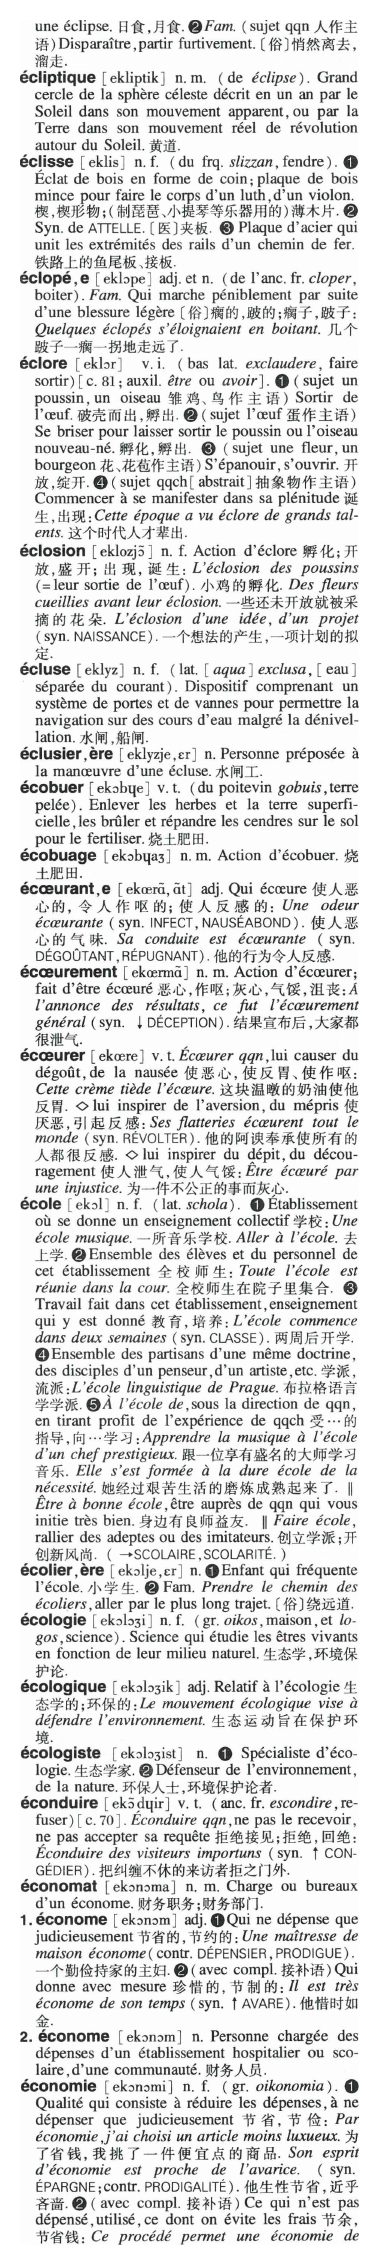 une éclipse. 日食,月食. ❷ Fam. (sujet qqn 人作主
语) Disparaître, partir furtivement. 〔俗〕悄然离去,
溜走.
écliptique [ekliptik] n. m. (de éclipse). Grand
cercle de la sphère céleste décrit en un an par le
Soleil dans son mouvement apparent, ou par la
Terre dans son mouvement réel de révolution
autour du Soleil. 黄道.
éclisse [eklis] n. f. (du frq. slizzan, fendre). ❶
Éclat de bois en forme de coin; plaque de bois
mince pour faire le corps d'un luth, d'un violon.
楔,楔形物;(制琵琶、小提琴等乐器用的)薄木片. ❷
Syn. de ATTELLE. 〔医〕夹板. ❸ Plaque d'acier qui
unit les extrémités des rails d'un chemin de fer.
铁路上的鱼尾板、接板.
éclopé, e [eklɔpe] adj. et n. (de l'anc. fr. cloper,
boiter). Fam. Qui marche péniblement par suite
d'une blessure légère 〔俗〕瘸的,跛的;瘸子,跛子:
Quelques éclopés s'éloignaient en boitant. 几个
跛子一瘸一拐地走远了.
éclore [eklɔr] v. i. (bas lat. exclaudere, faire
sortir) [c. 81; auxil. être ou avoir]. ❶ (sujet un
poussin, un oiseau 雏鸡、鸟作主语) Sortir de
l'œuf. 破壳而出,孵出. ❷ (sujet l'œuf 蛋作主语)
Se briser pour laisser sortir le poussin ou l'oiseau
nouveau-né. 孵化,孵出. ❸ (sujet une fleur, un
bourgeon 花、花苞作主语) S'épanouir, s'ouvrir. 开
放,绽开. ❹ (sujet qqch [abstrait] 抽象物作主语)
Commencer à se manifester dans sa plénitude 诞
生,出现: Cette époque a vu éclore de grands tal-
ents. 这个时代人才辈出.
éclosion [eklozjɔ̃] n. f. Action d'éclore 孵化;开
放,盛开;出现,诞生: L'éclosion des poussins
(= leur sortie de l'œuf). 小鸡的孵化. Des fleurs
cueillies avant leur éclosion. 一些还未开放就被采
摘的花朵. L'éclosion d'une idée, d'un projet
(syn. NAISSANCE). 一个想法的产生,一项计划的拟
定.
écluse [eklyz] n. f. (lat. [aqua] exclusa, [eau]
séparée du courant). Dispositif comprenant un
système de portes et de vannes pour permettre la
navigation sur des cours d'eau malgré la dénivel-
lation. 水闸,船闸.
éclusier, ère [eklyzje, ɛr] n. Personne préposée à
la manœuvre d'une écluse. 水闸工.
écobuer [ekɔbɥe] v. t. (du poitevin gobuis, terre
pelée). Enlever les herbes et la terre superfi-
cielle, les brûler et répandre les cendres sur le sol
pour le fertiliser. 烧土肥田.
écobuage [ekɔbɥaʒ] n. m. Action d'écobuer. 烧
土肥田.
écœurant, e [ekœrɑ̃, ɑ̃t] adj. Qui écœure 使人恶
心的,令人作呕的;使人反感的: Une odeur
écœurante (syn. INFECT, NAUSÉABOND). 使人恶
心的气味. Sa conduite est écœurante (syn.
DÉGOÛTANT, RÉPUGNANT). 他的行为令人反感.
écœurement [ekœrmɑ̃] n. m. Action d'écœurer;
fait d'être écœuré 恶心,作呕;灰心,气馁,沮丧: À
l'annonce des résultats, ce fut l'écœurement
général (syn. ↓ DÉCEPTION). 结果宣布后,大家都
很泄气.
écœurer [ekœre] v. t. Écœurer qqn, lui causer du
dégoût, de la nausée 使恶心,使反胃、使作呕:
Cette crème tiède l'écœure. 这块温暾的奶油使他
反胃. ◇ lui inspirer de l'aversion, du mépris 使
厌恶,引起反感: Ses flatteries écœurent tout le
monde (syn. RÉVOLTER). 他的阿谀奉承使所有的
人都很反感. ◇ lui inspirer du dépit, du décou-
ragement 使人泄气,使人气馁: Être écœuré par
une injustice. 为一件不公正的事而灰心.
école [ekɔl] n. f. (lat. schola). ❶ Établissement
où se donne un enseignement collectif 学校: Une
école musique. 一所音乐学校. Aller à l'école. 去
上学. ❷ Ensemble des élèves et du personnel de
cet établissement 全校师生: Toute l'école est
réunie dans la cour. 全校师生在院子里集合. ❸
Travail fait dans cet établissement, enseignement
qui y est donné 教育,培养: L'école commence
dans deux semaines (syn. CLASSE). 两周后开学.
❹ Ensemble des partisans d'une même doctrine,
des disciples d'un penseur, d'un artiste, etc. 学派,
流派: L'école linguistique de Prague. 布拉格语言
学学派. ❺ À l'école de, sous la direction de qqn,
en tirant profit de l'expérience de qqch 受…的
指导,向…学习: Apprendre la musique à l'école
d'un chef prestigieux. 跟一位享有盛名的大师学习
音乐. Elle s'est formée à la dure école de la
nécessité. 她经过艰苦生活的磨炼成熟起来了. ‖
Être à bonne école, être auprès de qqn qui vous
initie très bien. 身边有良师益友. ‖ Faire école,
rallier des adeptes ou des imitateurs. 创立学派;开
创新风尚. (→ SCOLAIRE, SCOLARITÉ.)
écolier, ère [ekɔlje, ɛr] n. ❶ Enfant qui fréquente
l'école. 小学生. ❷ Fam. Prendre le chemin des
écoliers, aller par le plus long trajet. 〔俗〕绕远道.
écologie [ekɔlɔʒi] n. f. (gr. oikos, maison, et lo-
gos, science). Science qui étudie les êtres vivants
en fonction de leur milieu naturel. 生态学,环境保
护论.
écologique [ekɔlɔʒik] adj. Relatif à l'écologie 生
态学的;环保的: Le mouvement écologique vise à
défendre l'environnement. 生态运动旨在保护环
境.
écologiste [ekɔlɔʒist] n. ❶ Spécialiste d'éco-
logie. 生态学家. ❷ Défenseur de l'environnement,
de la nature. 环保人士,环境保护论者.
éconduire [ekɔ̃dɥir] v. t. (anc. fr. escondire, re-
fuser) [c. 70]. Éconduire qqn, ne pas le recevoir,
ne pas accepter sa requête 拒绝接见;拒绝,回绝:
Éconduire des visiteurs importuns (syn. ↑ CON-
GÉDIER). 把纠缠不休的来访者拒之门外.
économat [ekɔnɔma] n. m. Charge ou bureaux
d'un économe. 财务职务;财务部门.
1. économe [ekɔnɔm] adj. ❶ Qui ne dépense que
judicieusement 节省的,节约的: Une maîtresse de
maison économe (contr. DÉPENSIER, PRODIGUE).
一个勤俭持家的主妇. ❷ (avec compl. 接补语) Qui
donne avec mesure 珍惜的,节制的: Il est très
économe de son temps (syn. ↑ AVARE). 他惜时如
金.
2. économe [ekɔnɔm] n. Personne chargée des
dépenses d'un établissement hospitalier ou sco-
laire, d'une communauté. 财务人员.
économie [ekɔnɔmi] n. f. (gr. oikonomia). ❶
Qualité qui consiste à réduire les dépenses, à ne
dépenser que judicieusement 节省,节俭: Par
économie, j'ai choisi un article moins luxueux. 为
了省钱,我挑了一件便宜点的商品. Son esprit
d'économie est proche de l'avarice. (syn.
ÉPARGNE; contr. PRODIGALITÉ). 他生性节省,近乎
吝啬. ❷ (avec compl. 接补语) Ce qui n'est pas
dépensé, utilisé, ce dont on évite les frais 节余,
节省钱: Ce procédé permet une économie de